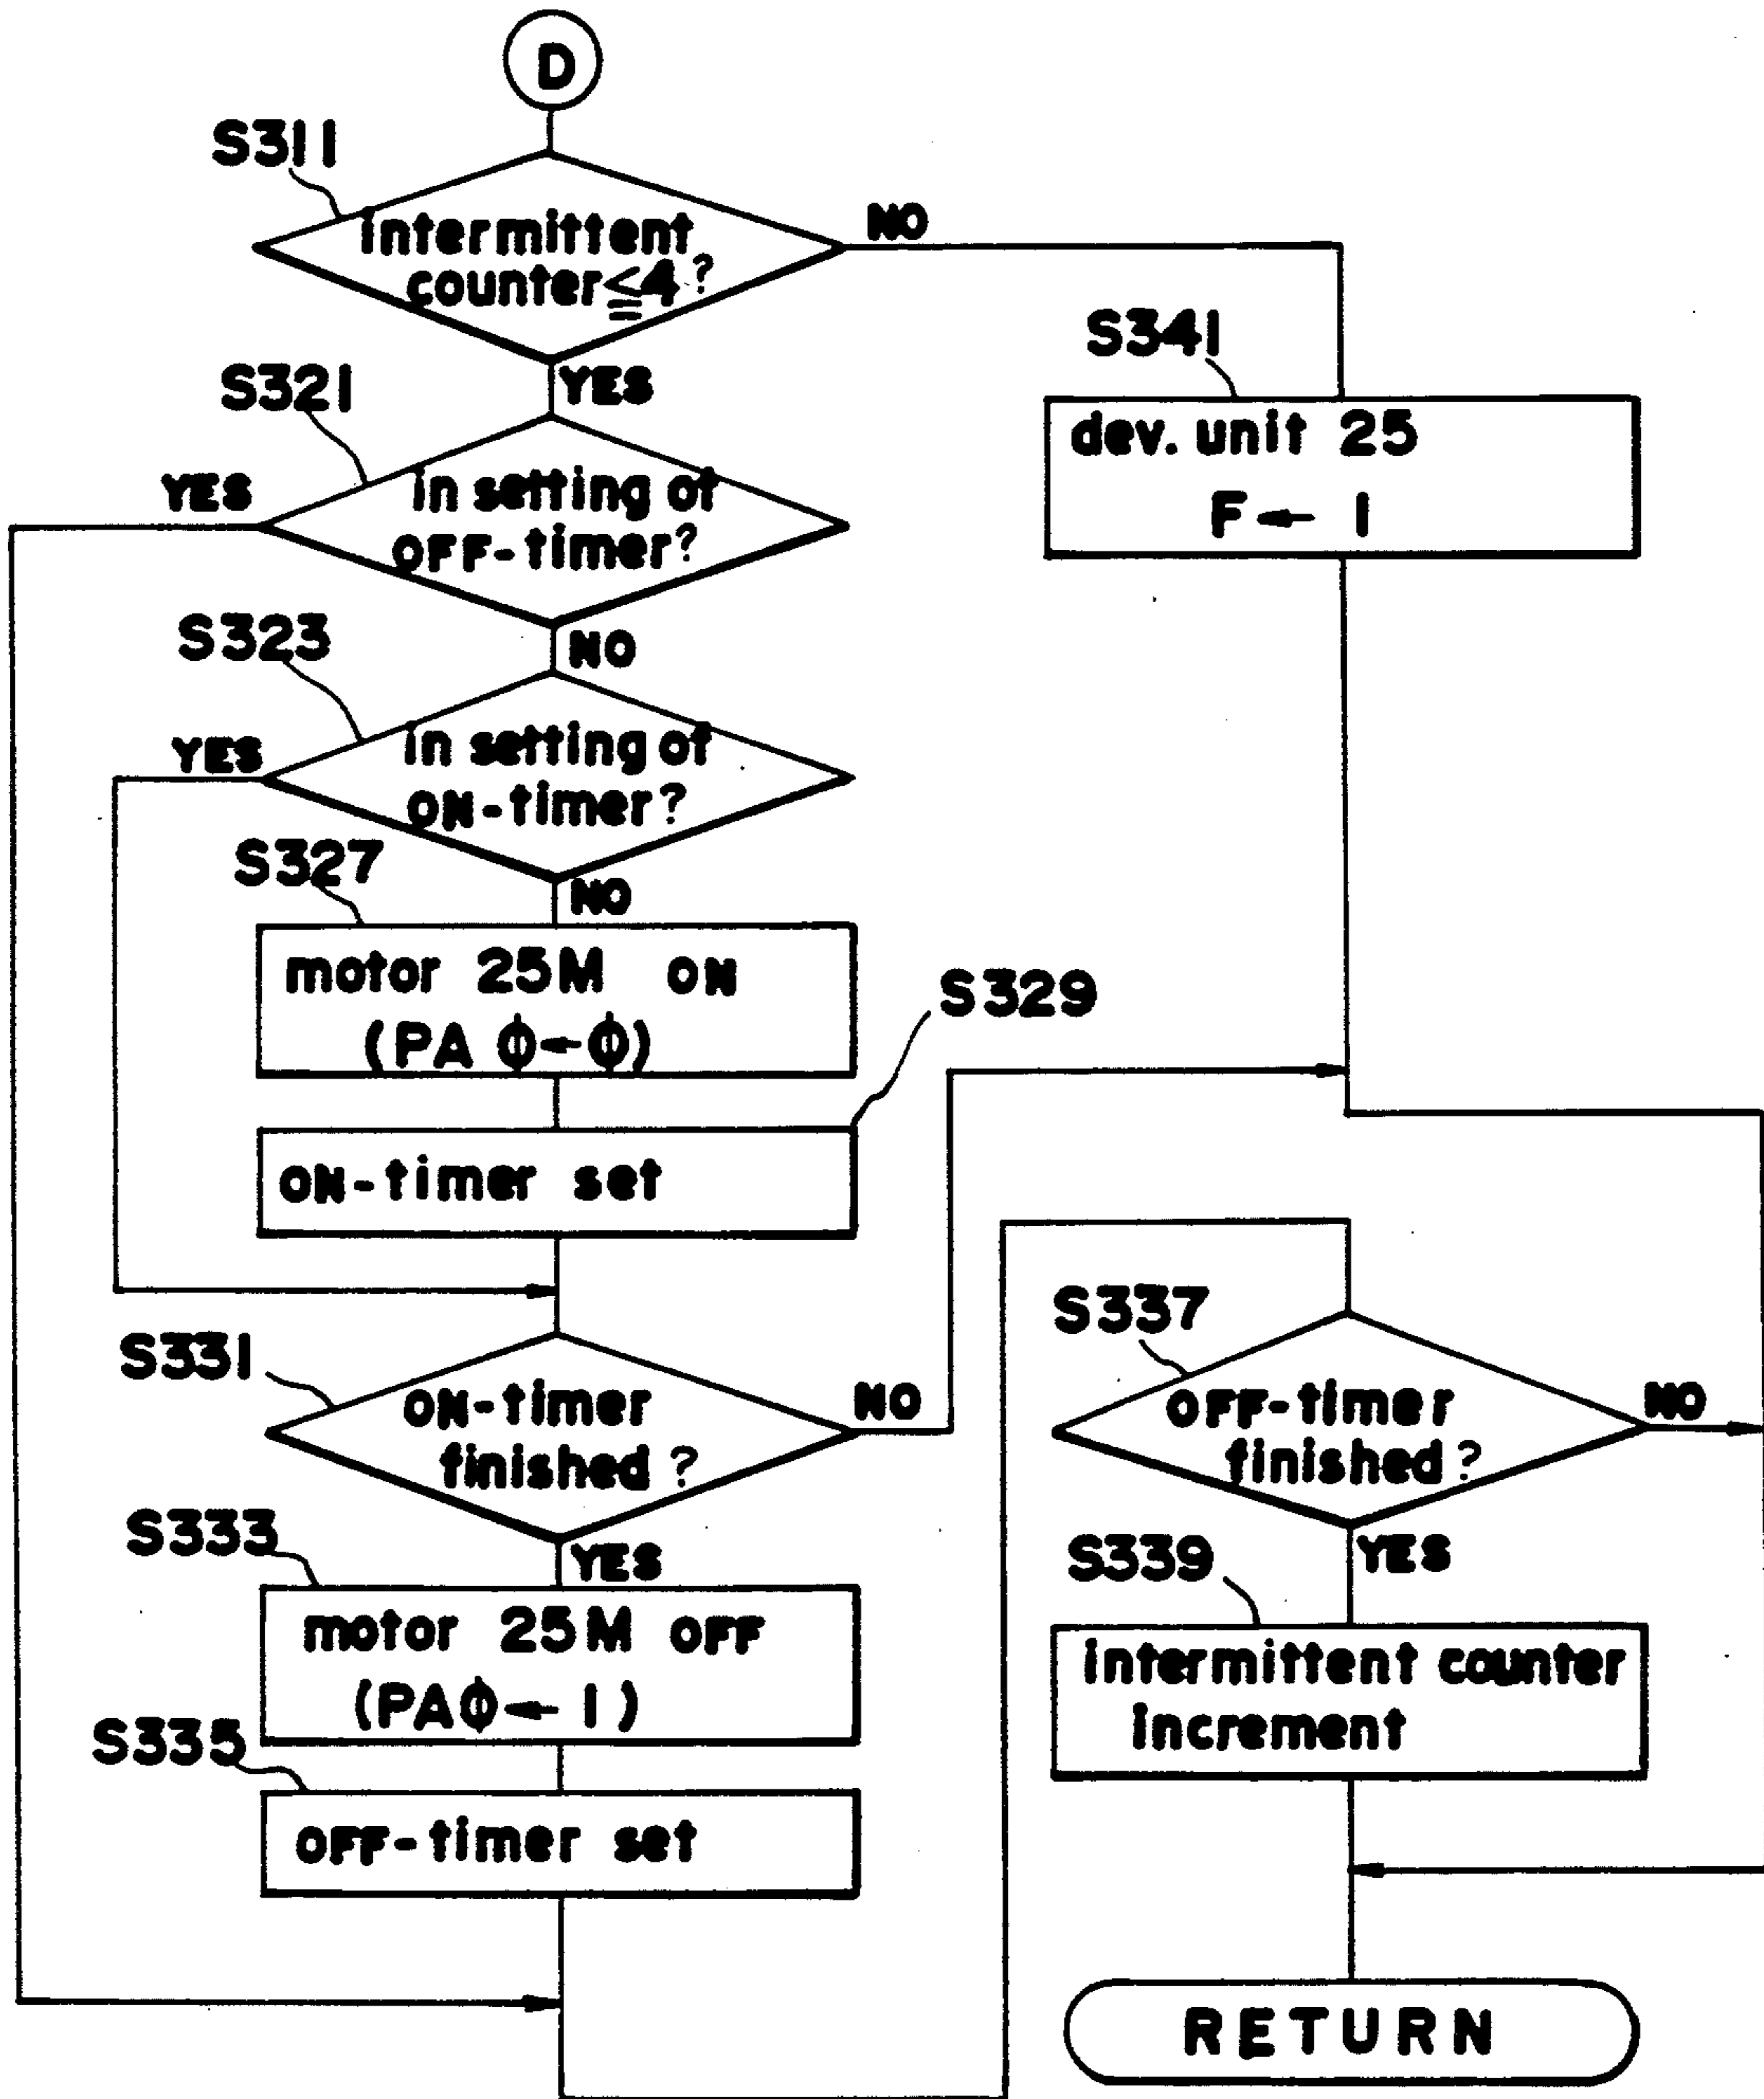 D
S311
intermittent
counter≦4?
NO
YES
S321
in setting of
OFF-timer?
YES
NO
S323
in setting of
ON-timer?
YES
NO
S327
motor 25M ON
(PA Φ ← Φ)
S329
ON-timer set
S331
ON-timer
finished ?
NO
YES
S333
motor 25M OFF
(PAΦ ← 1)
S335
OFF-timer set
S341
dev. unit 25
F ← 1
S337
OFF-timer
finished ?
NO
YES
S339
intermittent counter
increment
RETURN